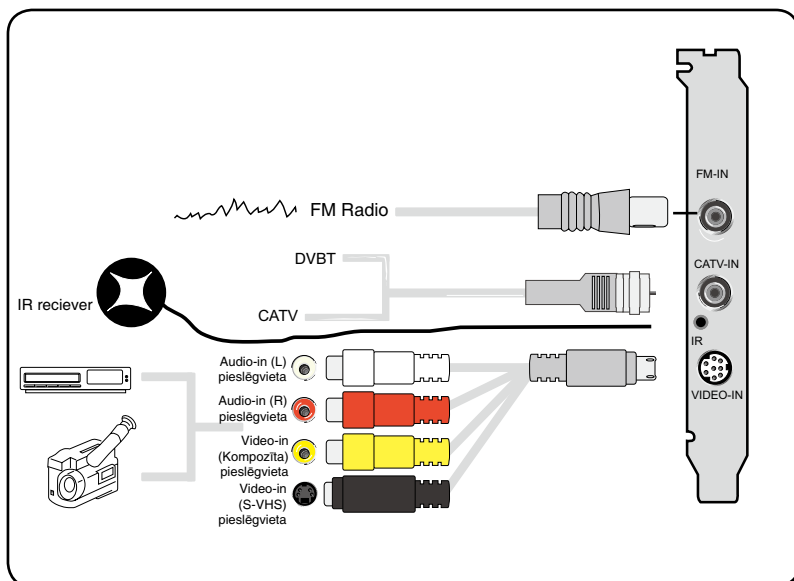 FM-IN
FM Radio
DVBT
CATV-IN
IR reciever
CATV
IR
Audio-in (L)
pieslēgvieta
Audio-in (R)
pieslēgvieta
VIDEO-IN
Video-in
(Kompozīta)
pieslēgvieta
Video-in
(S-VHS)
pieslēgvieta